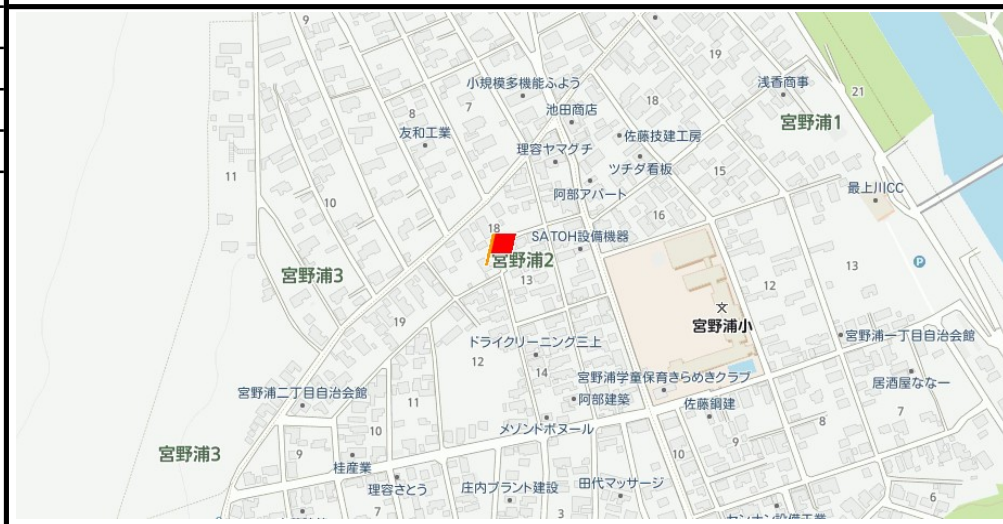 9
19
浅香商事
小規模多機能ふよう
21
8
7
池田商店
18
宮野浦1
友和工業
佐藤技建工房
理容ヤマグチ
ツチダ看板
11
15
阿部アパート
最上川CC
10
16
18
SATOH設備機器
宮野浦2
P
13
宮野浦3
13
12
文
宮野浦小
19
宮野浦一丁目自治会館
ドライクリーニング三上
12
14
宮野浦学童保育きらめきクラブ
居酒屋ななー
宮野浦二丁目自治会館
阿部建築
佐藤鋼建
11
7
8
メゾンドボヌール
10
9
9
宮野浦3
10
桂産業
理容さとう
庄内プラント建設
田代マッサージ
6
7
3